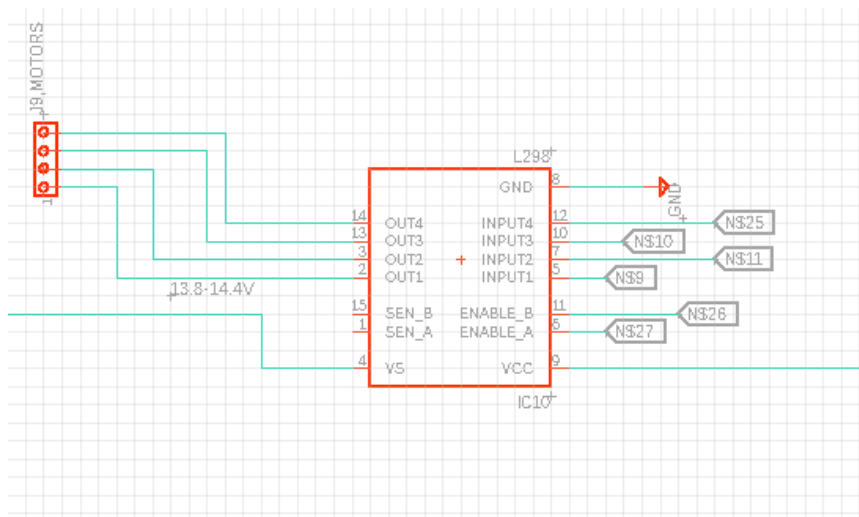 J9,MOTORS
1
L298
GND 8
GND
14 OUT4 INPUT4 12 N$25
13 OUT3 INPUT3 10 N$10
3 OUT2 INPUT2 7 N$11
2 OUT1 INPUT1 5 N$9
13.8-14.4V
15 SEN_B ENABLE_B 11 N$26
1 SEN_A ENABLE_A 6 N$27
4 VS VCC 9
IC10